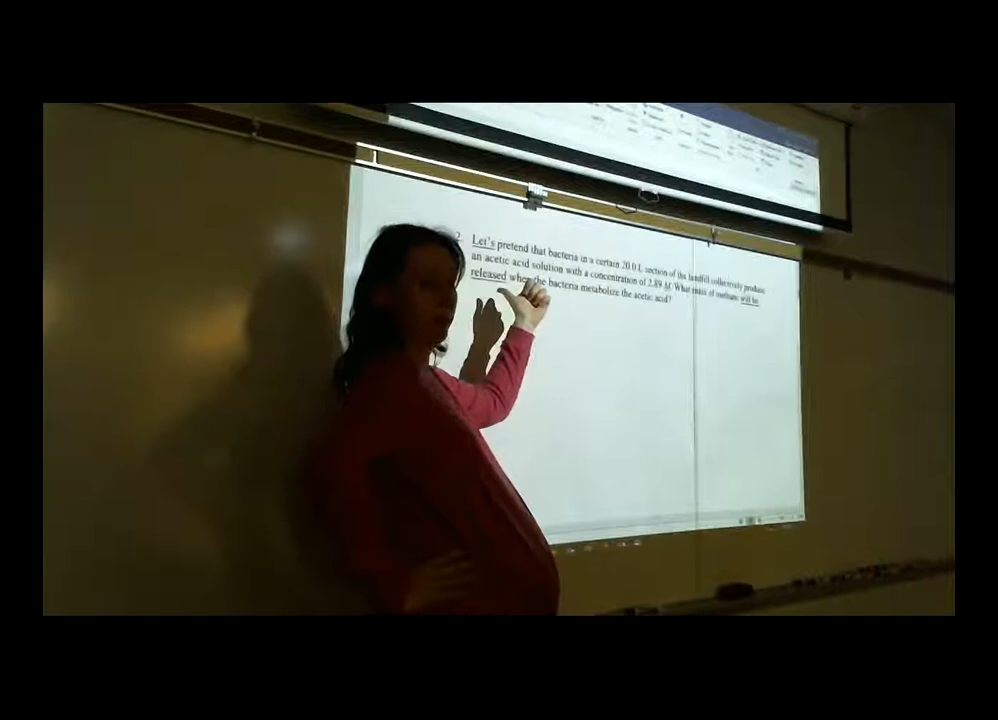 2. Let's pretend that bacteria in a certain 20.0 L section of the landfill collectively produce
an acetic acid solution with a concentration of 2.89 M. What mass of methane will be
released when the bacteria metabolize the acetic acid?